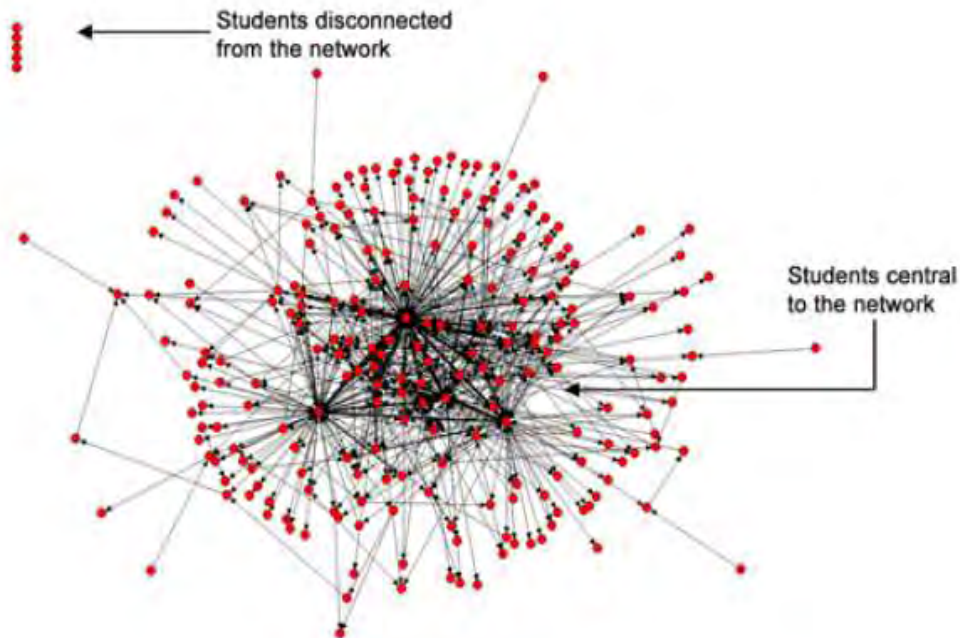 Students disconnected
from the network
Students central
to the network